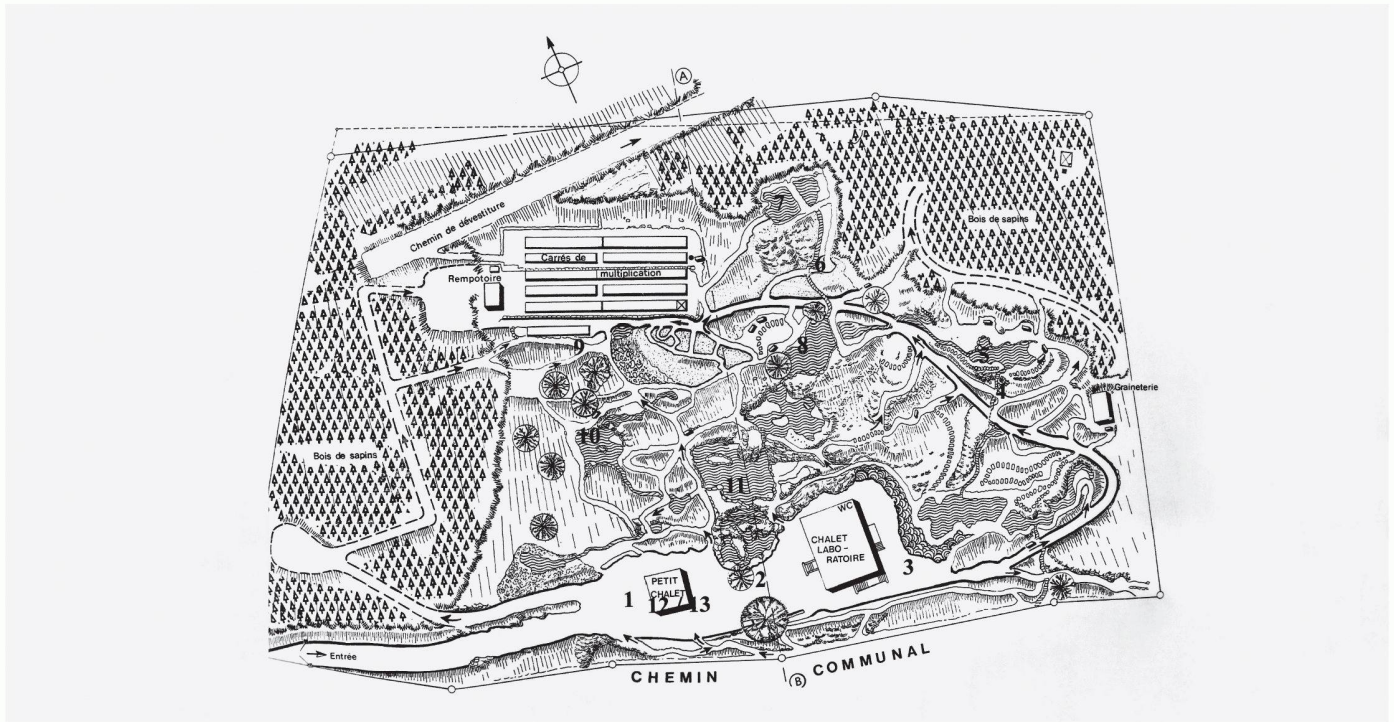 A
Chemin de dévestiture
7
Bois de sapins
Carrés de
multiplication
Rempotoire
6
9
8
5
4
Graineterie
10
Bois de sapins
11
WC
CHALET
LABO -
RATOIRE
PETIT
CHALET
1
12 / 13
2
3
Entrée
CHEMIN
B
COMMUNAL